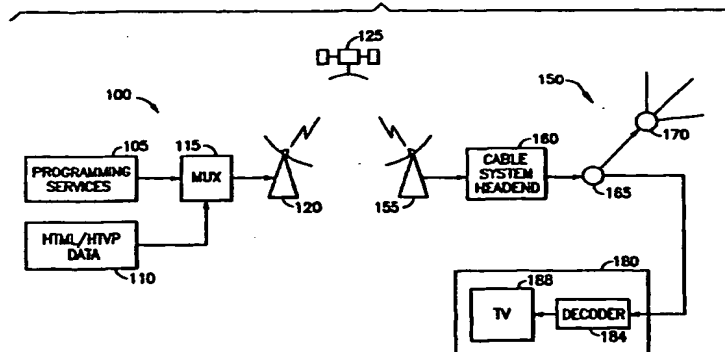 125
150
100
105
115
160
170
PROGRAMMING
SERVICES
MUX
CABLE
SYSTEM
HEADEND
120
155
165
HTML/HTVP
DATA
110
180
188
TV
DECODER
184